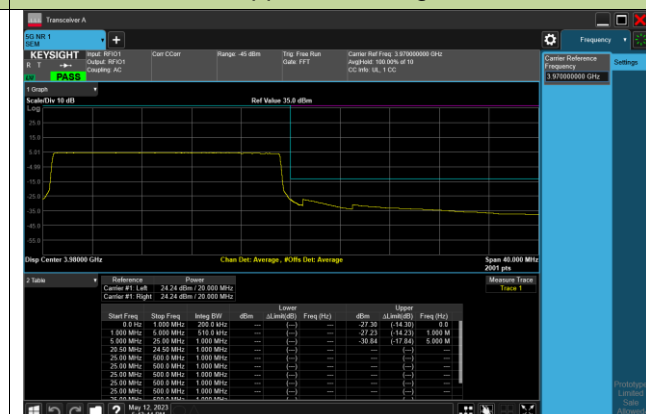 Transceiver A
5G NR 1
SEM
Frequency
KEYSIGHT
R T
PASS
Input: RFIO1
Output: RFIO1
Coupling: AC
Corr CCorr
Range: -45 dBm
Trig: Free Run
Gate: FFT
Carrier Ref Freq: 3.970000000 GHz
Avg|Hold: 100.00% of 10
CC Info: UL, 1 CC
Carrier Reference
Frequency
3.970000000 GHz
Settings
1 Graph
Scale/Div 10 dB
Ref Value 35.0 dBm
Log
25.0
15.0
5.01
-4.99
-15.0
-25.0
-35.0
-45.0
-55.0
Disp Center 3.98000 GHz
Chan Det: Average, #Offs Det: Average
Span 40.000 MHz
2001 pts
2 Table
Measure Trace
Trace 1
Reference Power
Carrier #1: Left 24.24 dBm / 20.000 MHz
Carrier #1: Right 24.24 dBm / 20.000 MHz
Lower Upper
Start Freq Stop Freq Integ BW dBm ΔLimit(dB) Freq (Hz) dBm ΔLimit(dB) Freq (Hz)
0.0 Hz 1.000 MHz 200.0 kHz --- (---) --- -27.30 (-14.30) 0.0
1.000 MHz 5.000 MHz 510.0 kHz --- (---) --- -27.23 (-14.23) 1.000 M
5.000 MHz 25.00 MHz 1.000 MHz --- (---) --- -30.84 (-17.84) 5.000 M
20.50 MHz 24.50 MHz 1.000 MHz --- (---) --- --- (---) ---
25.00 MHz 500.0 MHz 1.000 MHz --- (---) --- --- (---) ---
25.00 MHz 500.0 MHz 1.000 MHz --- (---) --- --- (---) ---
25.00 MHz 500.0 MHz 1.000 MHz --- (---) --- --- (---) ---
25.00 MHz 500.0 MHz 1.000 MHz --- (---) --- --- (---) ---
Prototype
Limited
Sale
Allowed
?
May 12, 2023